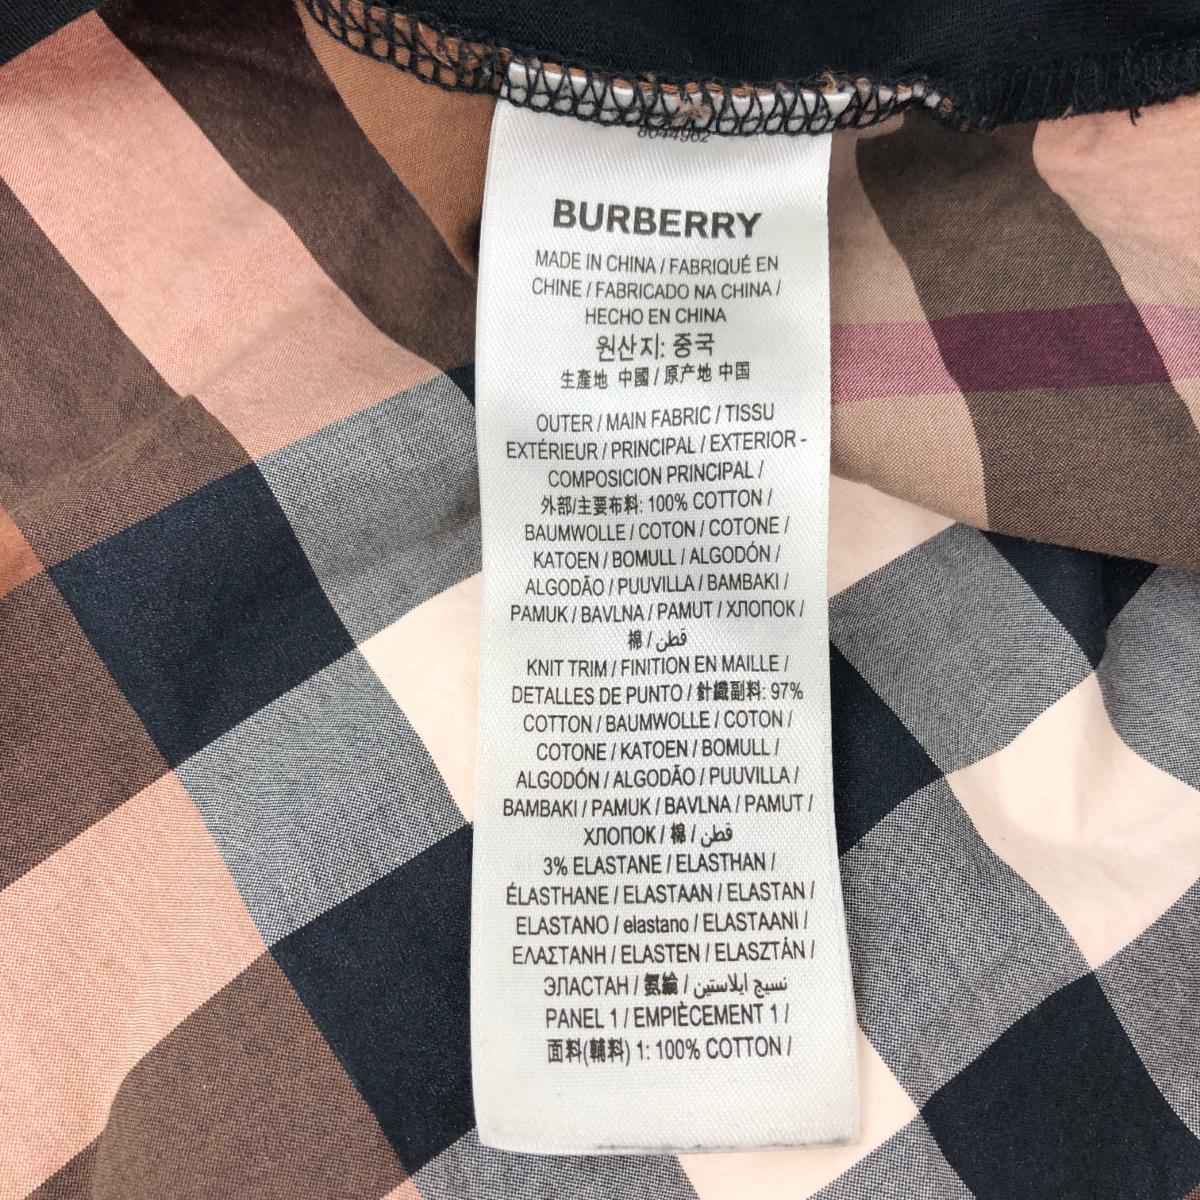 8044962
BURBERRY
MADE IN CHINA / FABRIQUÉ EN
CHINE / FABRICADO NA CHINA /
HECHO EN CHINA
원산지: 중국
生產地 中國 / 原产地 中国
OUTER / MAIN FABRIC / TISSU
EXTÉRIEUR / PRINCIPAL / EXTERIOR -
COMPOSICION PRINCIPAL /
外部/主要布料: 100% COTTON /
BAUMWOLLE / COTON / COTONE /
KATOEN / BOMULL / ALGODÓN /
ALGODÃO / PUUVILLA / BAMBAKI /
PAMUK / BAVLNA / PAMUT / ХЛОПОК /
棉 / قطن
KNIT TRIM / FINITION EN MAILLE /
DETALLES DE PUNTO / 針織副料: 97%
COTTON / BAUMWOLLE / COTON /
COTONE / KATOEN / BOMULL /
ALGODÓN / ALGODÃO / PUUVILLA /
BAMBAKI / PAMUK / BAVLNA / PAMUT /
ХЛОПОК / 棉 / قطن
3% ELASTANE / ELASTHAN /
ÉLASTHANE / ELASTAAN / ELASTAN /
ELASTANO / elastano / ELASTAANI /
ΕΛΑΣΤΑΝΗ / ELASTEN / ELASZTÁN /
ЭЛАСТАН / 氨綸 / نسيج ايلاستين
PANEL 1 / EMPIÈCEMENT 1 /
面料(輔料) 1: 100% COTTON /